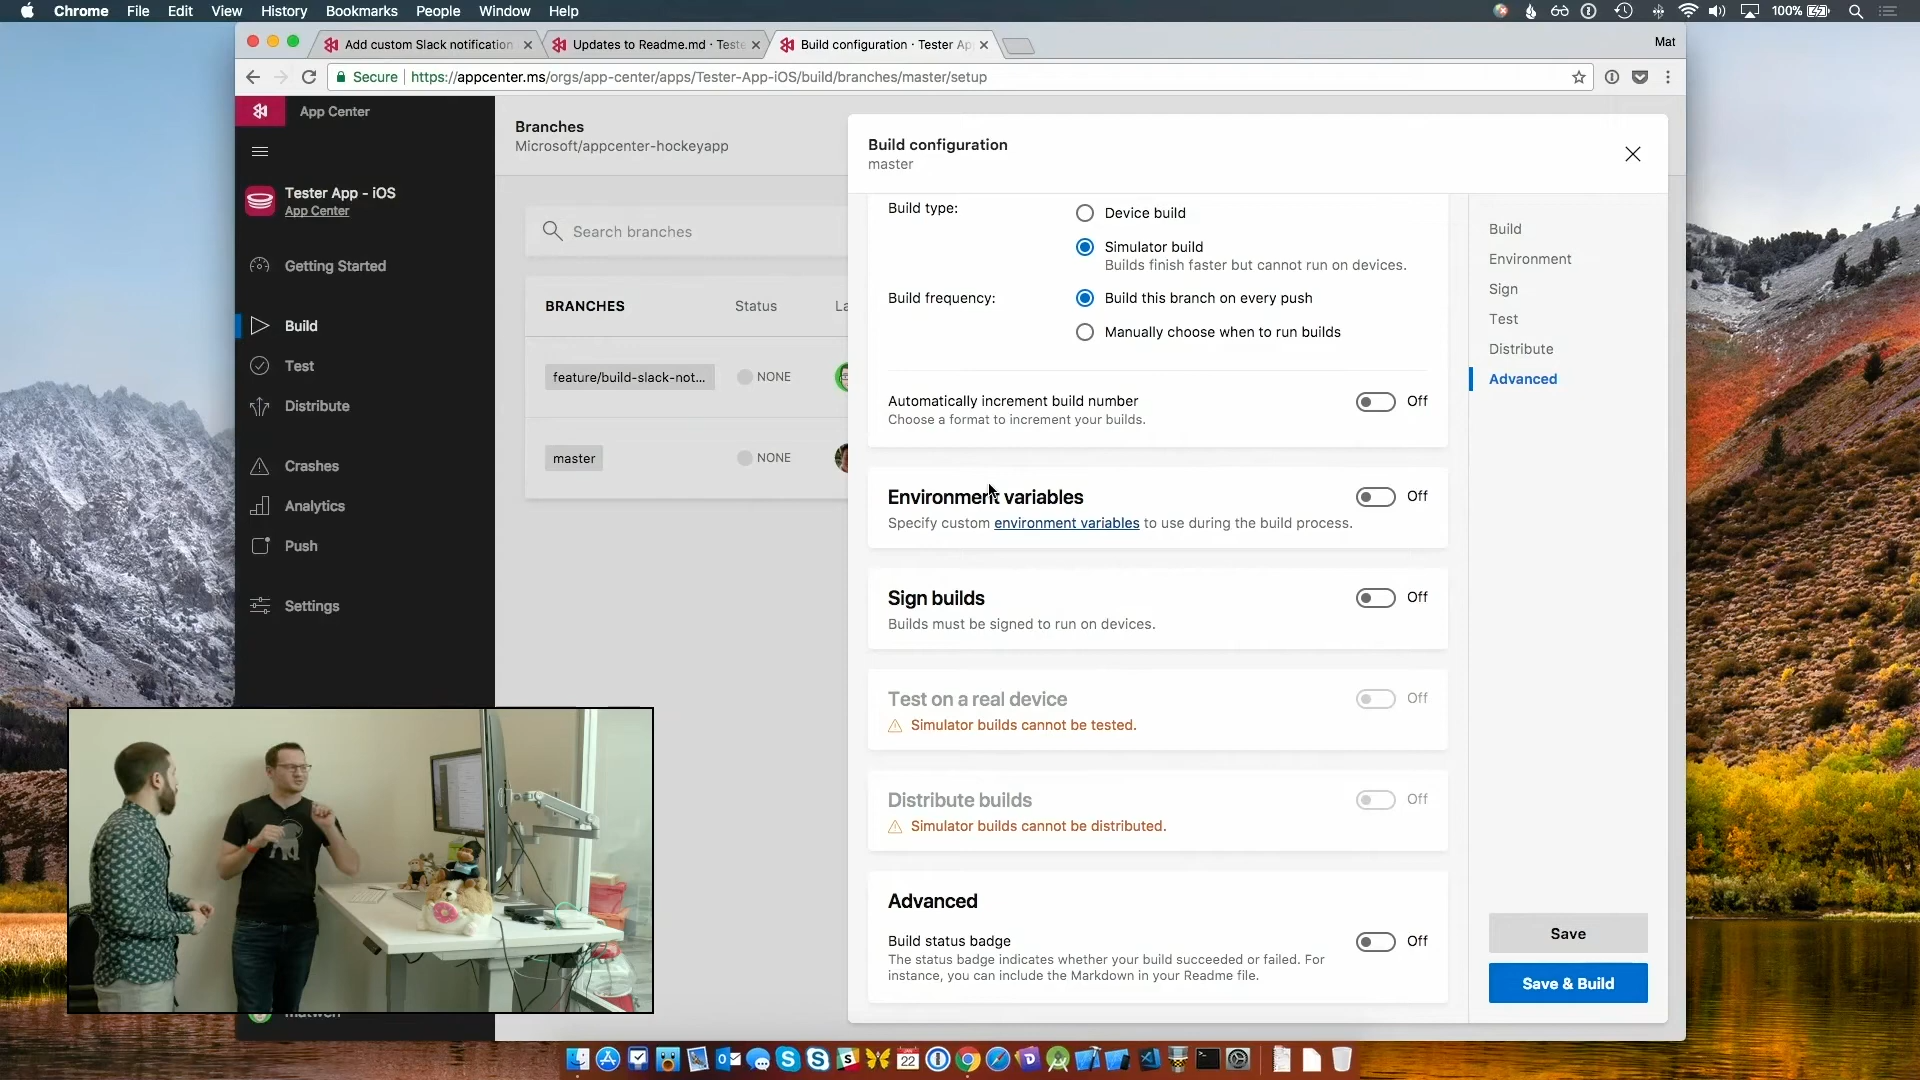 Chrome File Edit View History Bookmarks People Window Help
100%
Add custom Slack notification
Updates to Readme.md · Teste
Build configuration · Tester Ap
Mat
Secure https://appcenter.ms/orgs/app-center/apps/Tester-App-iOS/build/branches/master/setup
App Center
Tester App - iOS
App Center
Getting Started
Build
Test
Distribute
Crashes
Analytics
Push
Settings
Branches
Microsoft/appcenter-hockeyapp
Search branches
BRANCHES Status La
feature/build-slack-not... NONE
master NONE
Build configuration
master
Build type:
Device build
Simulator build
Builds finish faster but cannot run on devices.
Build frequency:
Build this branch on every push
Manually choose when to run builds
Automatically increment build number Off
Choose a format to increment your builds.
Environment variables Off
Specify custom environment variables to use during the build process.
Sign builds Off
Builds must be signed to run on devices.
Test on a real device Off
Simulator builds cannot be tested.
Distribute builds Off
Simulator builds cannot be distributed.
Advanced
Build status badge Off
The status badge indicates whether your build succeeded or failed. For
instance, you can include the Markdown in your Readme file.
Build
Environment
Sign
Test
Distribute
Advanced
Save
Save & Build
22